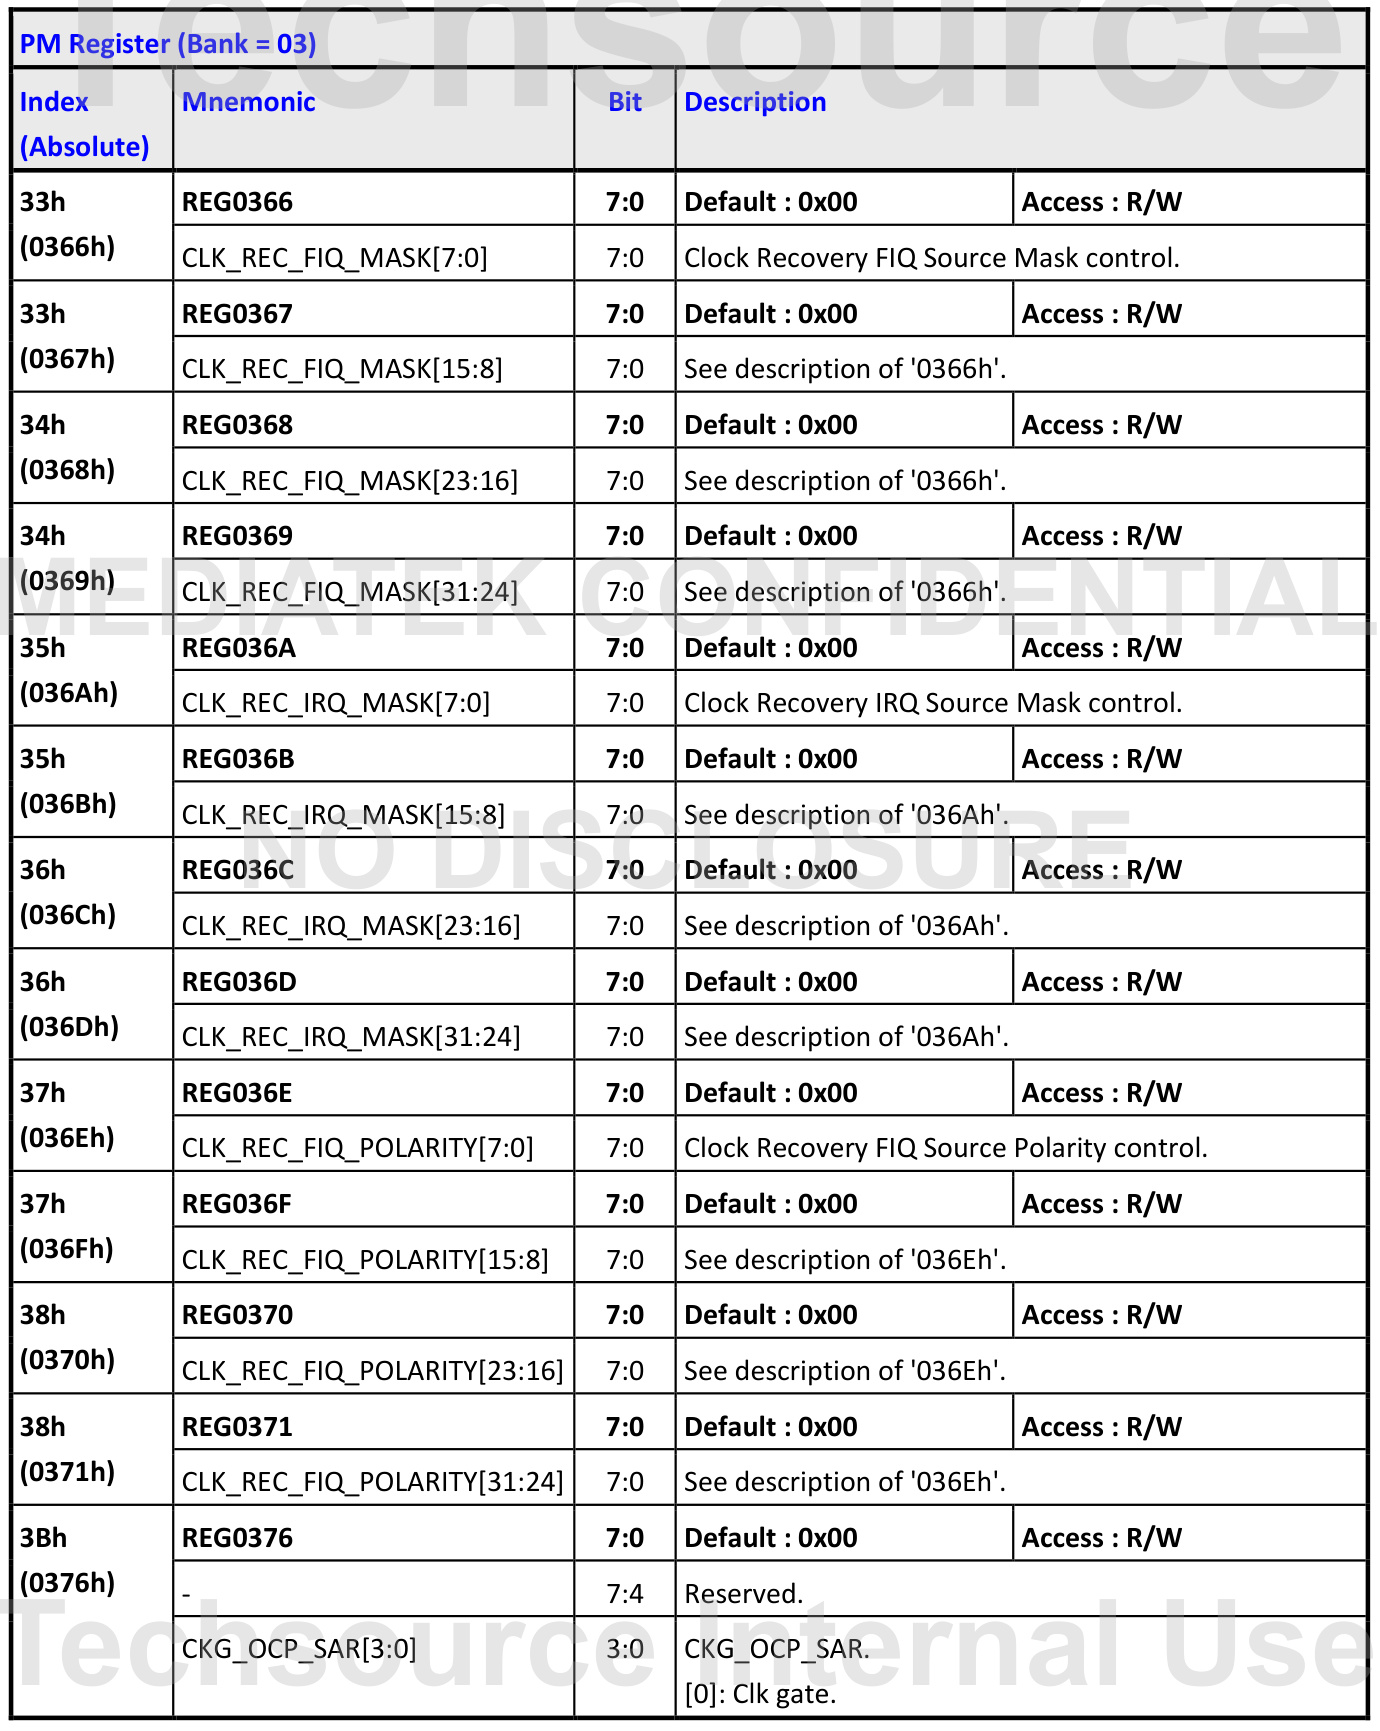 Techsource
PM Register (Bank = 03)
Index
(Absolute)
Mnemonic
Bit
Description
33h
(0366h)
REG0366
7:0
Default : 0x00
Access : R/W
CLK_REC_FIQ_MASK[7:0]
7:0
Clock Recovery FIQ Source Mask control.
33h
(0367h)
REG0367
7:0
Default : 0x00
Access : R/W
CLK_REC_FIQ_MASK[15:8]
7:0
See description of '0366h'.
34h
(0368h)
REG0368
7:0
Default : 0x00
Access : R/W
CLK_REC_FIQ_MASK[23:16]
7:0
See description of '0366h'.
34h
(0369h)
REG0369
7:0
Default : 0x00
Access : R/W
CLK_REC_FIQ_MASK[31:24]
7:0
See description of '0366h'.
MEDIATEK CONFIDENTIAL
35h
(036Ah)
REG036A
7:0
Default : 0x00
Access : R/W
CLK_REC_IRQ_MASK[7:0]
7:0
Clock Recovery IRQ Source Mask control.
35h
(036Bh)
REG036B
7:0
Default : 0x00
Access : R/W
CLK_REC_IRQ_MASK[15:8]
7:0
See description of '036Ah'.
NO DISCLOSURE
36h
(036Ch)
REG036C
7:0
Default : 0x00
Access : R/W
CLK_REC_IRQ_MASK[23:16]
7:0
See description of '036Ah'.
36h
(036Dh)
REG036D
7:0
Default : 0x00
Access : R/W
CLK_REC_IRQ_MASK[31:24]
7:0
See description of '036Ah'.
37h
(036Eh)
REG036E
7:0
Default : 0x00
Access : R/W
CLK_REC_FIQ_POLARITY[7:0]
7:0
Clock Recovery FIQ Source Polarity control.
37h
(036Fh)
REG036F
7:0
Default : 0x00
Access : R/W
CLK_REC_FIQ_POLARITY[15:8]
7:0
See description of '036Eh'.
38h
(0370h)
REG0370
7:0
Default : 0x00
Access : R/W
CLK_REC_FIQ_POLARITY[23:16]
7:0
See description of '036Eh'.
38h
(0371h)
REG0371
7:0
Default : 0x00
Access : R/W
CLK_REC_FIQ_POLARITY[31:24]
7:0
See description of '036Eh'.
3Bh
(0376h)
REG0376
7:0
Default : 0x00
Access : R/W
-
7:4
Reserved.
CKG_OCP_SAR[3:0]
3:0
CKG_OCP_SAR.
[0]: Clk gate.
Techsource Internal Use